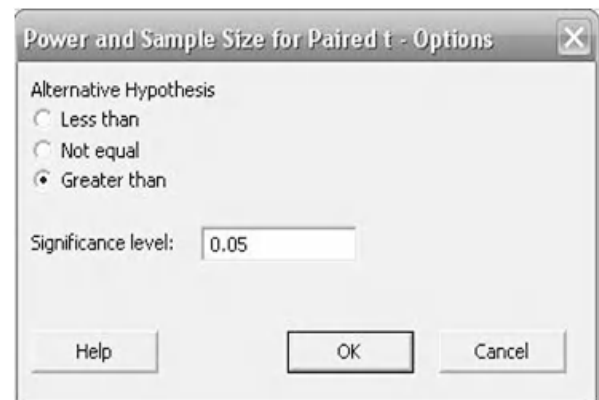 Power and Sample Size for Paired t - Options
Alternative Hypothesis
Less than
Not equal
Greater than
Significance level: 0.05
Help OK Cancel